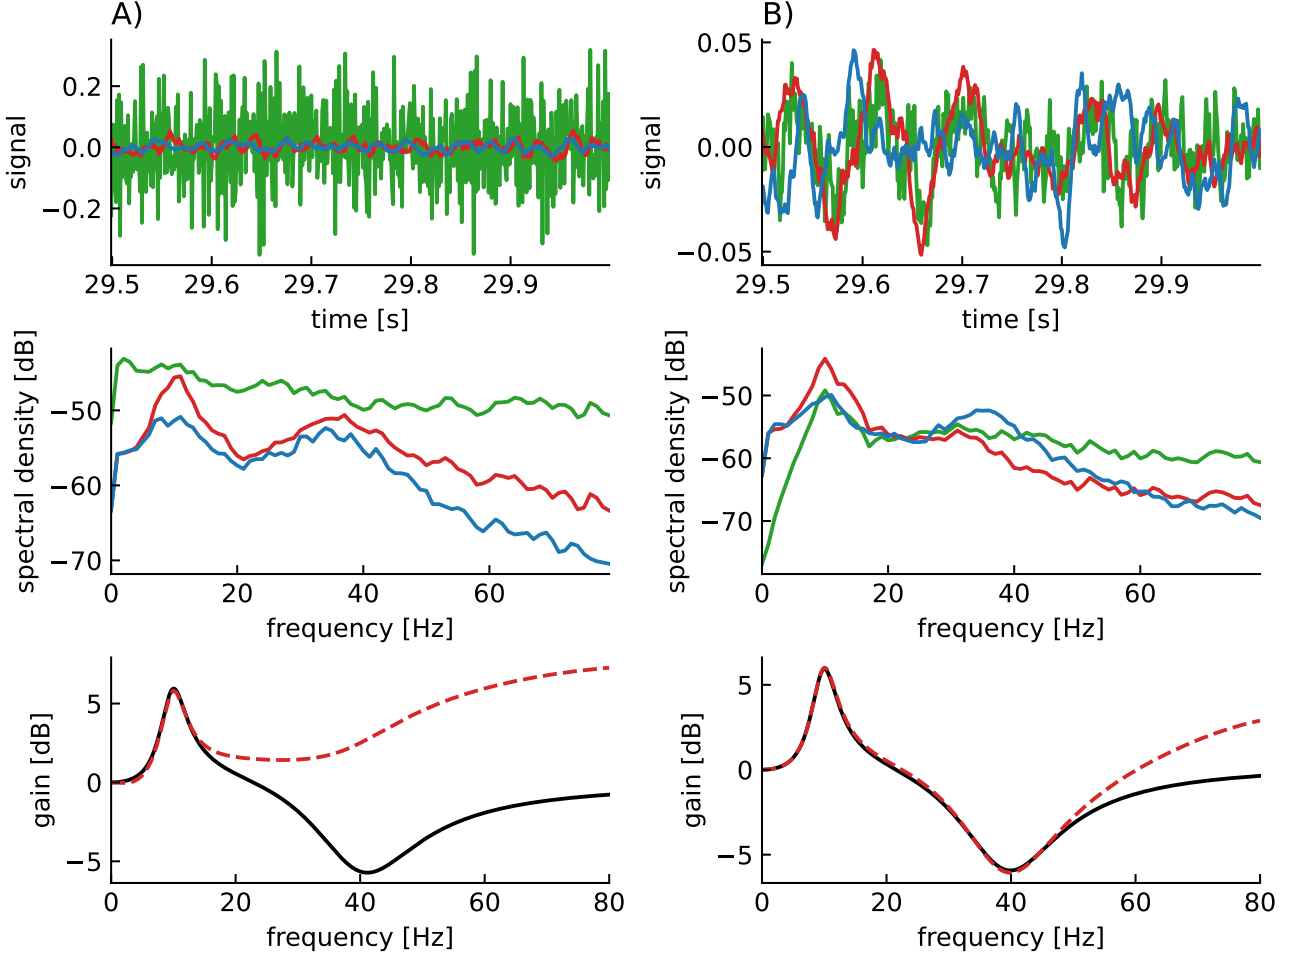 A)
B)
signal
0.2
0.0
−0.2
29.5 29.6 29.7 29.8 29.9
time [s]
signal
0.05
0.00
−0.05
29.5 29.6 29.7 29.8 29.9
time [s]
spectral density [dB]
−50
−60
−70
0 20 40 60
frequency [Hz]
spectral density [dB]
−50
−60
−70
0 20 40 60
frequency [Hz]
gain [dB]
5
0
−5
0 20 40 60 80
frequency [Hz]
gain [dB]
5
0
−5
0 20 40 60 80
frequency [Hz]